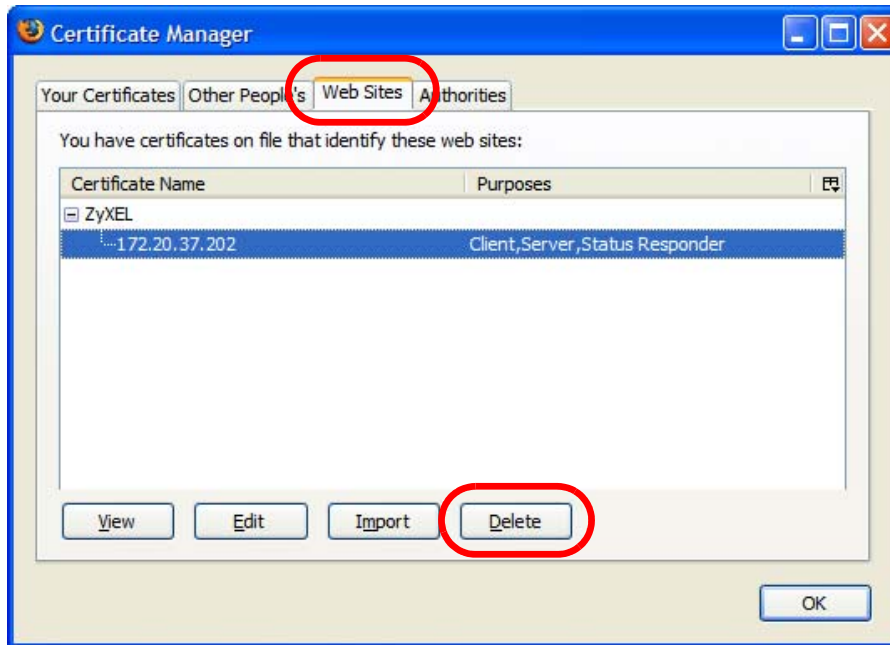 Certificate Manager
Your Certificates Other People's Web Sites Authorities
You have certificates on file that identify these web sites:
Certificate Name Purposes
ZyXEL
172.20.37.202 Client,Server,Status Responder
View Edit Import Delete
OK